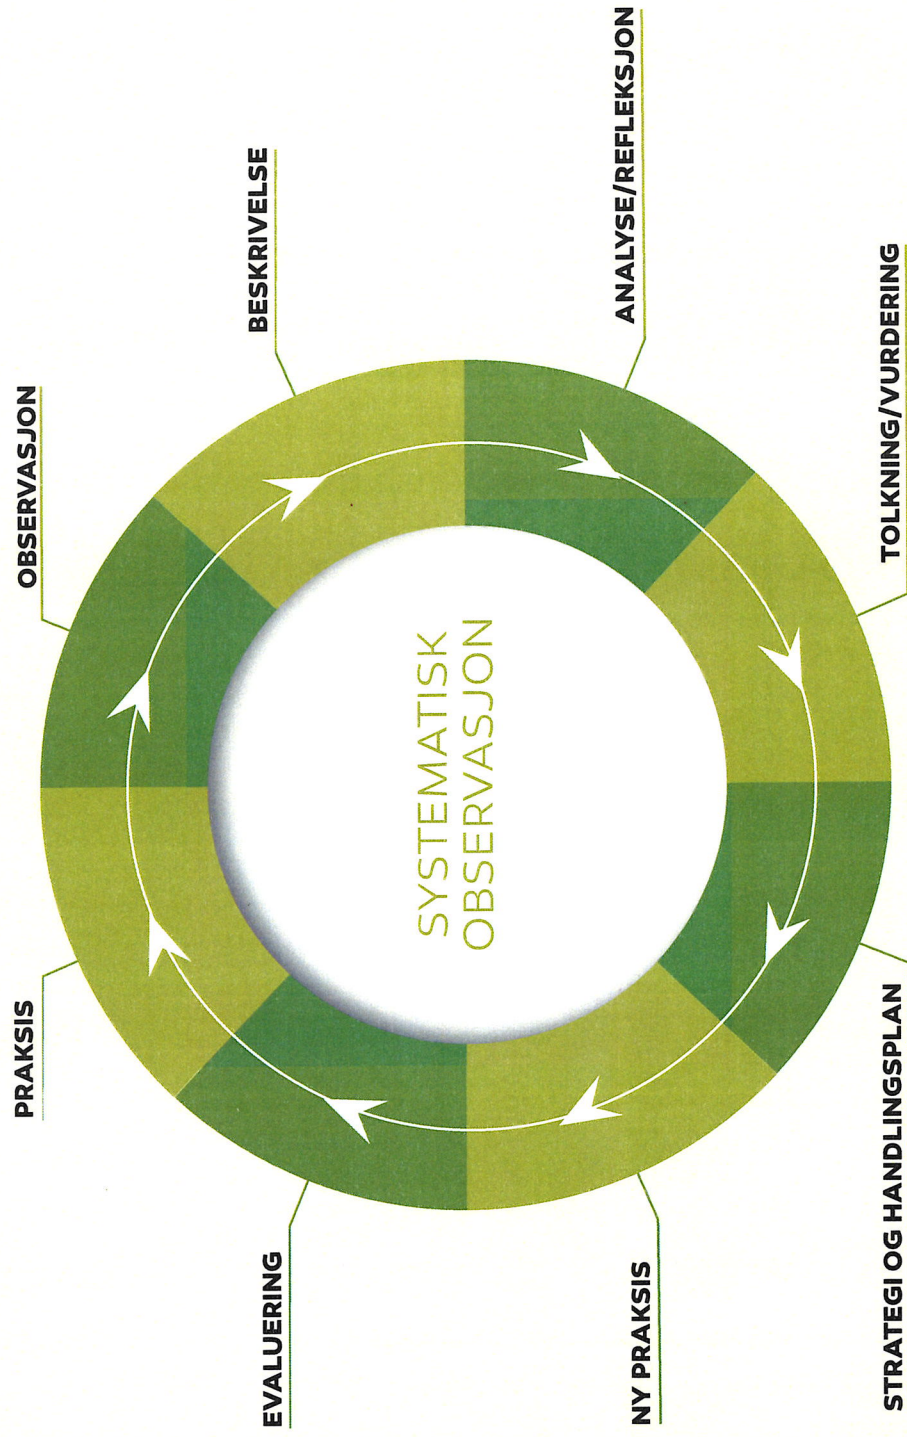 SYSTEMATISK
OBSERVASJON
PRAKSIS
OBSERVASJON
BESKRIVELSE
ANALYSE/REFLEKSJON
TOLKNING/VURDERING
STRATEGI OG HANDLINGSPLAN
NY PRAKSIS
EVALUERING